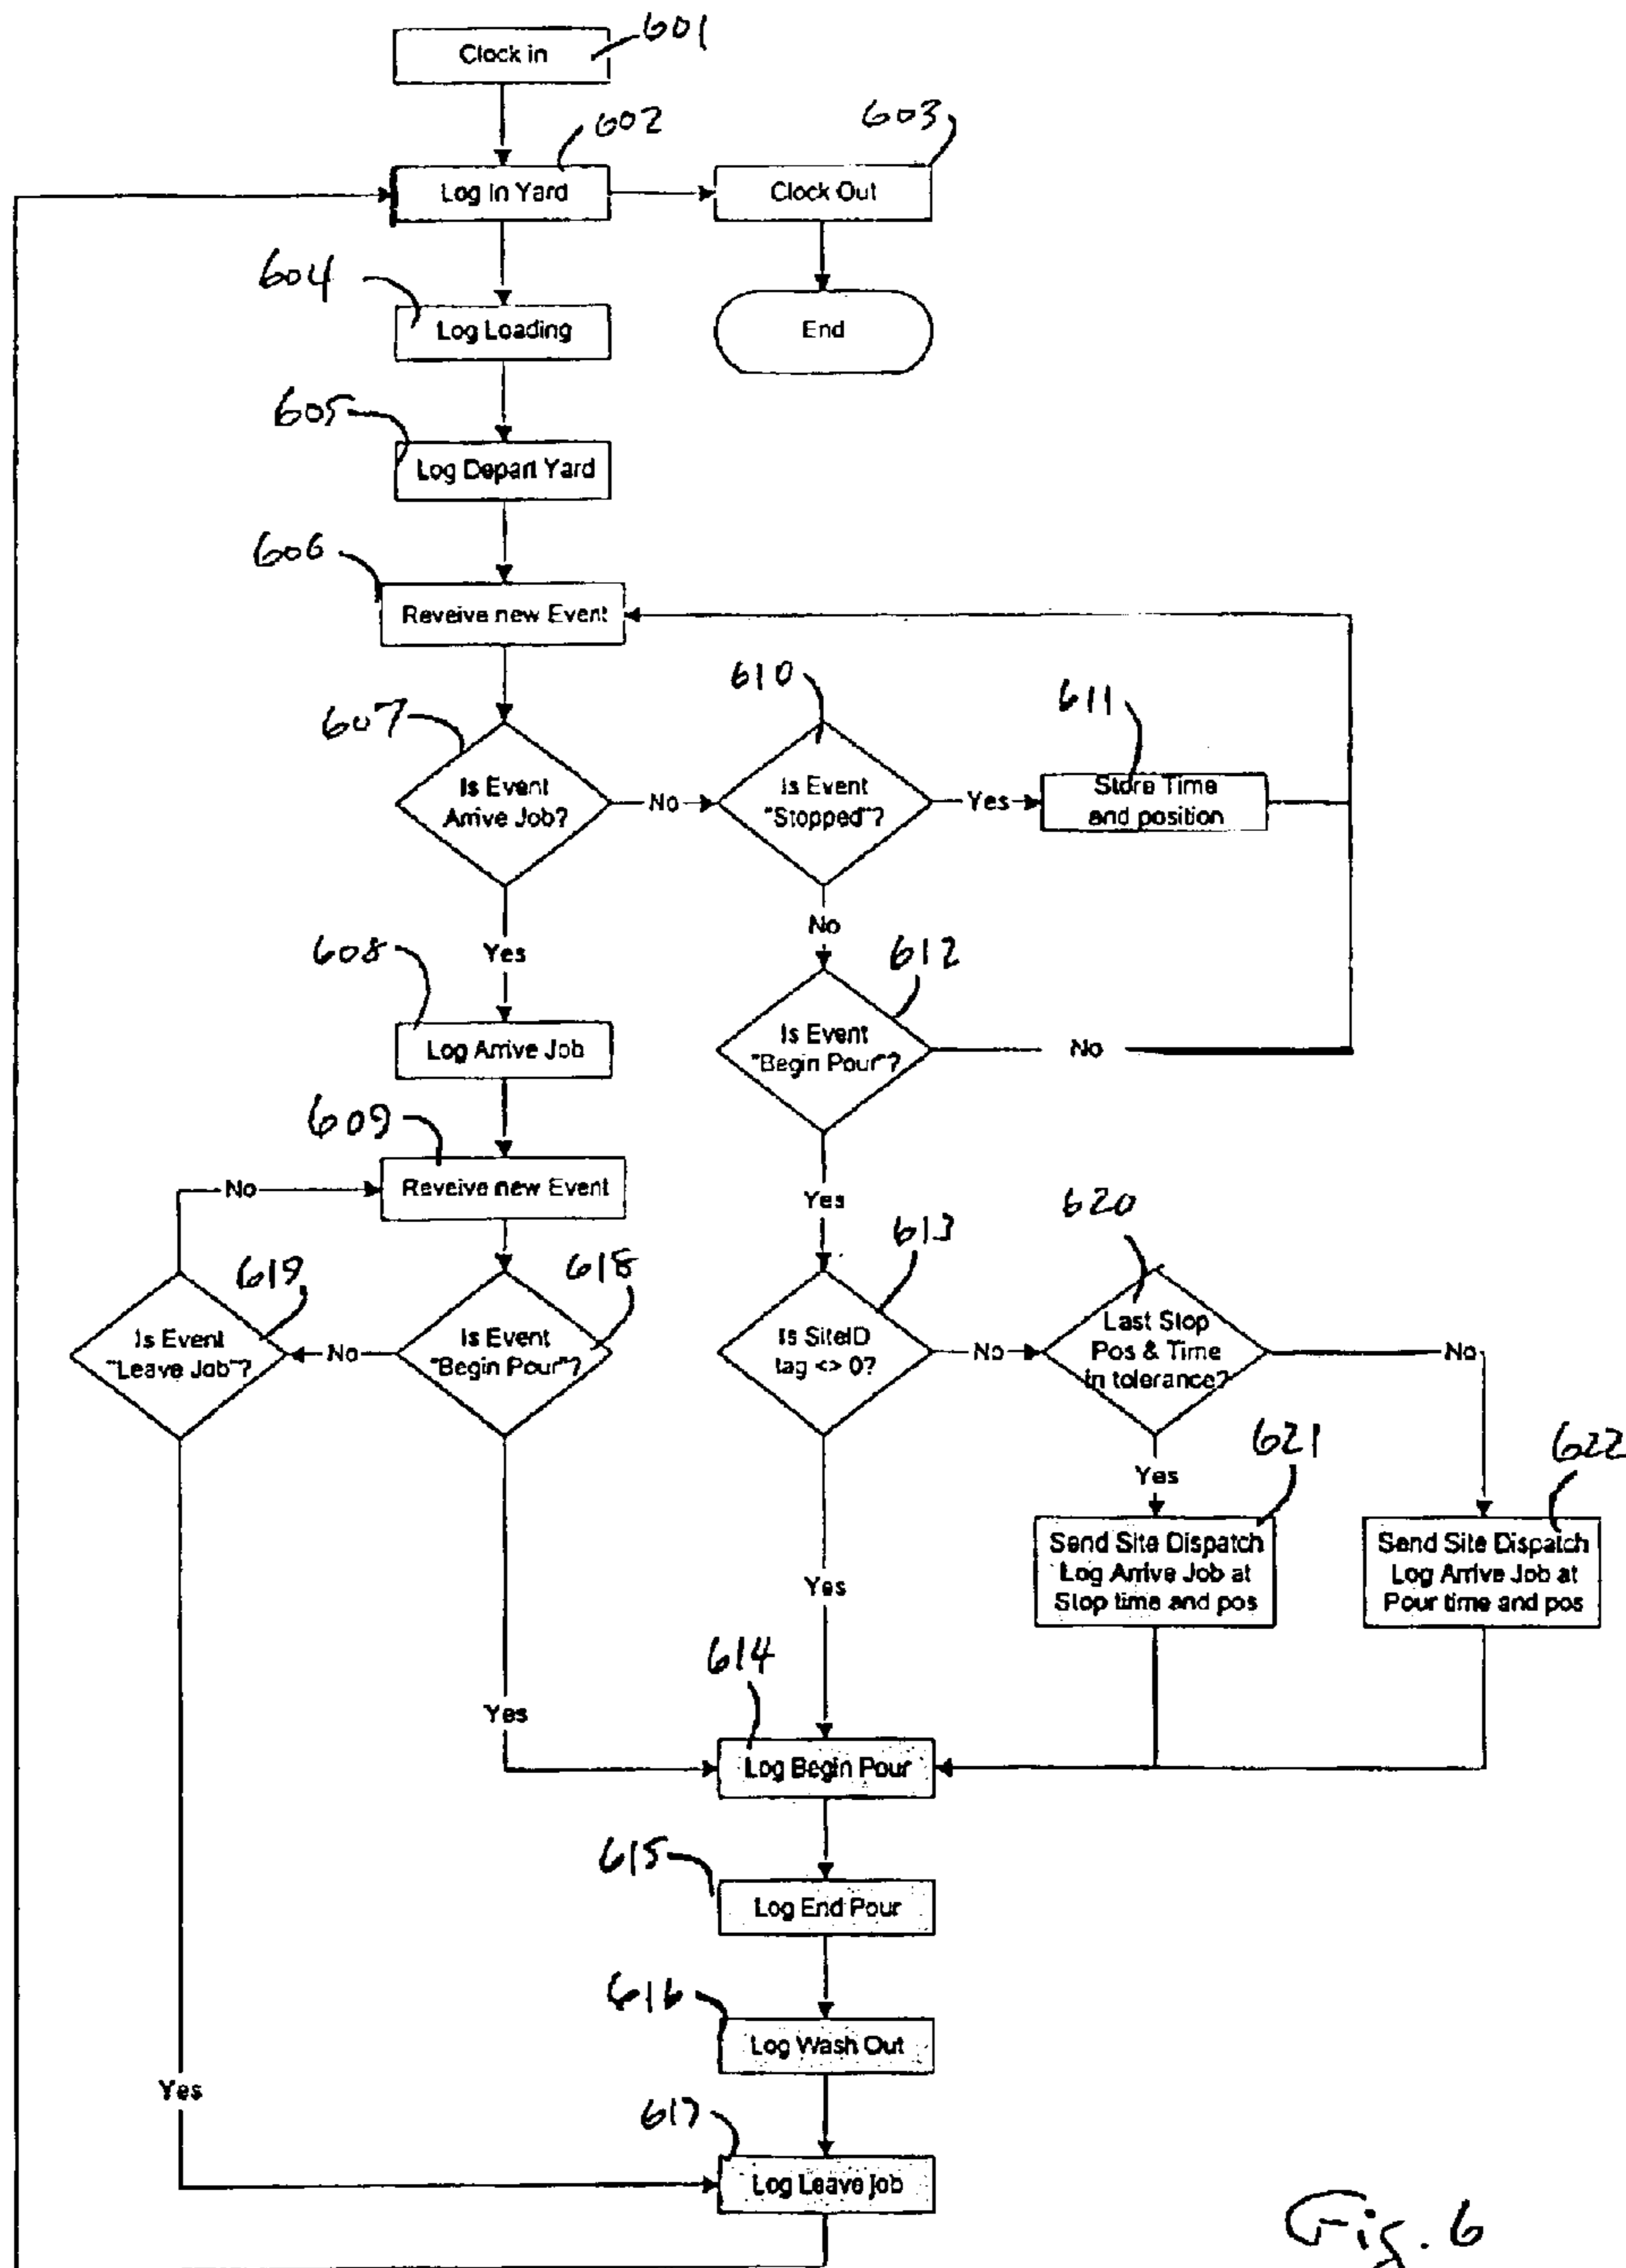 601
Clock in
602
603
Log In Yard
Clock Out
604
Log Loading
End
605
Log Depart Yard
606
Reveive new Event
610
611
607
Is Event
Arrive Job?
No
Is Event
"Stopped"?
Yes
Store Time
and position
No
Yes
608
612
Log Arrive Job
Is Event
"Begin Pour"?
No
609
No
Reveive new Event
Yes
620
613
619
618
Is Event
"Leave Job"?
No
Is Event
"Begin Pour"?
Is SiteID
tag <> 0?
No
Last Stop
Pos & Time
in tolerance?
No
621
622
Yes
Send Site Dispatch
Log Arrive Job at
Stop time and pos
Send Site Dispatch
Log Arrive Job at
Pour time and pos
Yes
614
Yes
Log Begin Pour
615
Log End Pour
616
Log Wash Out
Yes
617
Log Leave job
Fig. 6